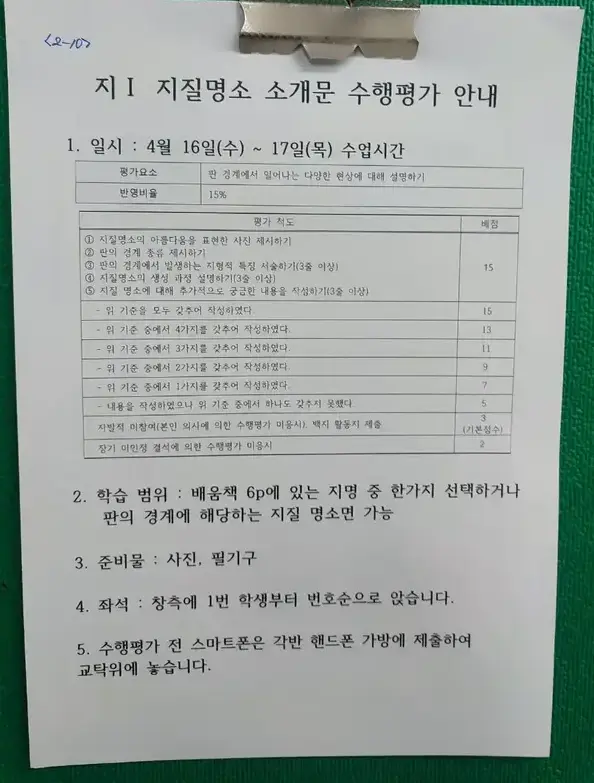 <2-10>
지Ⅰ 지질명소 소개문 수행평가 안내
1. 일시 : 4월 16일(수) ~ 17일(목) 수업시간
평가요소 판 경계에서 일어나는 다양한 현상에 대해 설명하기
반영비율 15%
평가 척도 배점
① 지질명소의 아름다움을 표현한 사진 제시하기
② 판의 경계 종류 제시하기
③ 판의 경계에서 발생하는 지형적 특징 서술하기(3줄 이상)
④ 지질명소의 생성 과정 설명하기(3줄 이상)
⑤ 지질 명소에 대해 추가적으로 궁금한 내용을 작성하기(3줄 이상)
15
- 위 기준을 모두 갖추어 작성하였다. 15
- 위 기준 중에서 4가지를 갖추어 작성하였다. 13
- 위 기준 중에서 3가지를 갖추어 작성하였다. 11
- 위 기준 중에서 2가지를 갖추어 작성하였다. 9
- 위 기준 중에서 1가지를 갖추어 작성하였다. 7
- 내용을 작성하였으나 위 기준 중에서 하나도 갖추지 못했다. 5
자발적 미참여(본인 의사에 의한 수행평가 미응시). 백지 활동지 제출 3
(기본점수)
장기 미인정 결석에 의한 수행평가 미응시 2
2. 학습 범위 : 배움책 6p에 있는 지명 중 한가지 선택하거나
판의 경계에 해당하는 지질 명소면 가능
3. 준비물 : 사진, 필기구
4. 좌석 : 창측에 1번 학생부터 번호순으로 앉습니다.
5. 수행평가 전 스마트폰은 각반 핸드폰 가방에 제출하여
교탁위에 놓습니다.